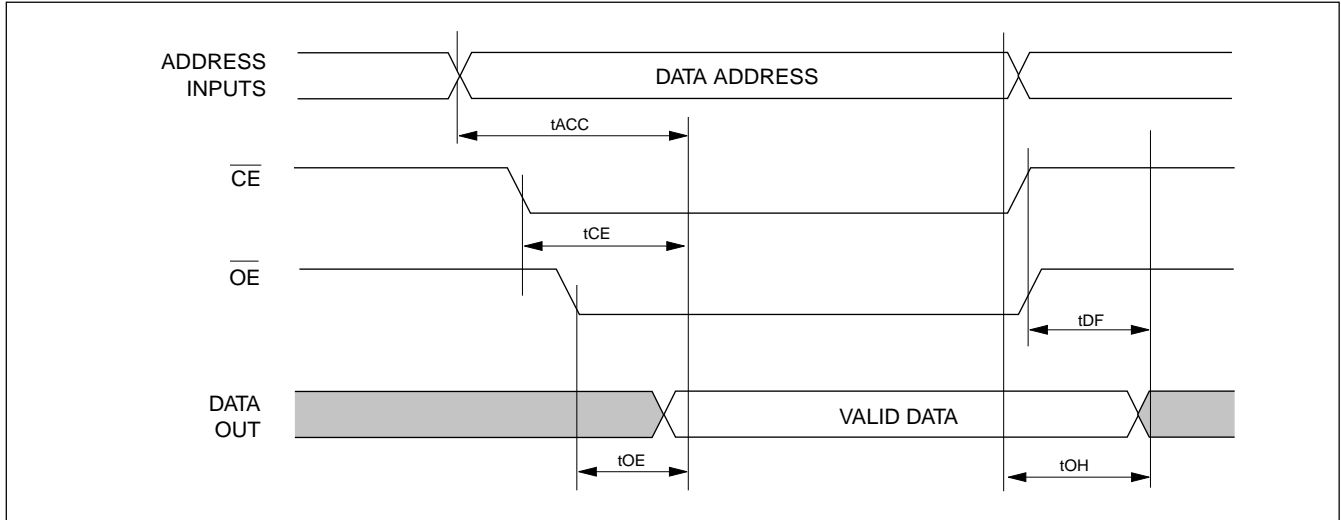 ADDRESS
INPUTS
DATA ADDRESS
tACC
CE
tCE
OE
tDF
DATA
OUT
VALID DATA
tOE
tOH